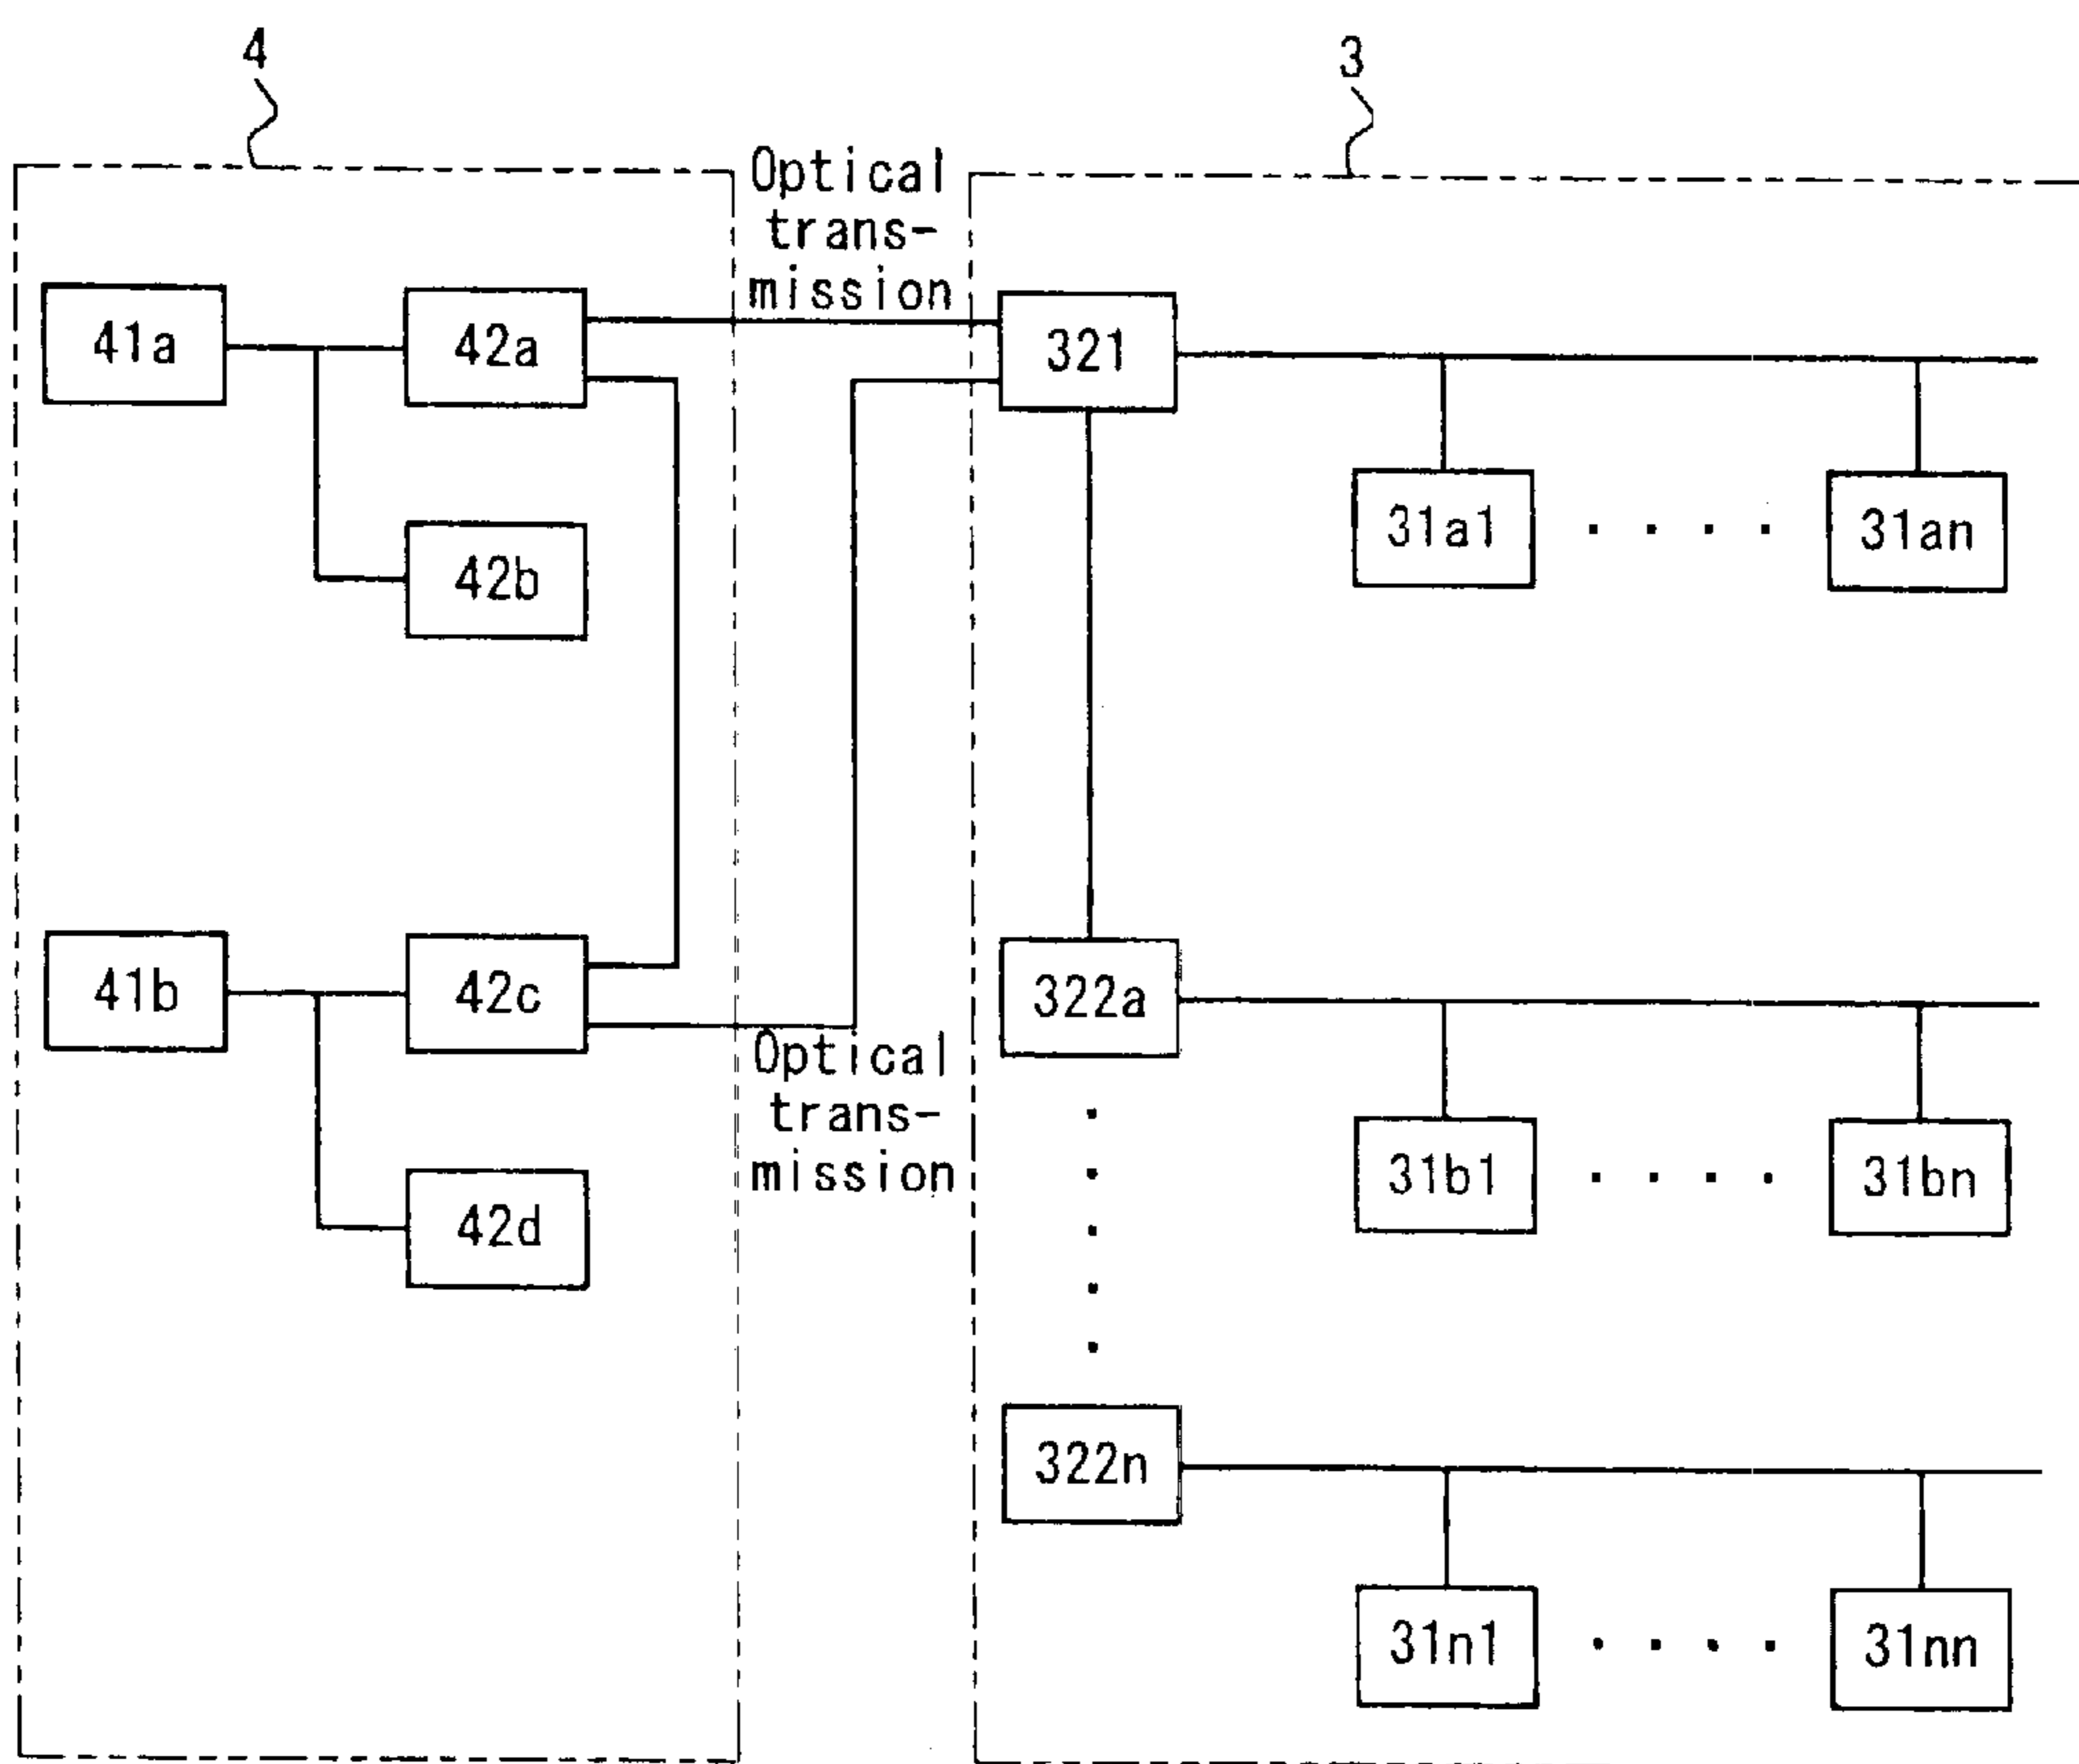 4
3
Optical
trans-
mission
41a
42a
321
31a1
31an
42b
41b
42c
322a
Optical
trans-
mission
31b1
31bn
42d
322n
31n1
31nn